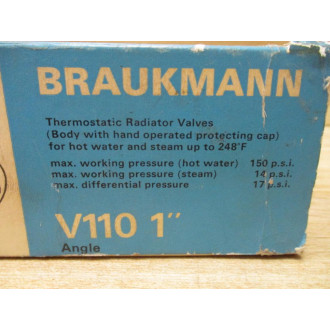 BRAUKMANN
Thermostatic Radiator Valves
(Body with hand operated protecting cap)
for hot water and steam up to 248°F
max. working pressure (hot water) 150 p.s.i.
max. working pressure (steam) 14 p.s.i.
max. differential pressure 17 p.s.i.
V110 1"
Angle